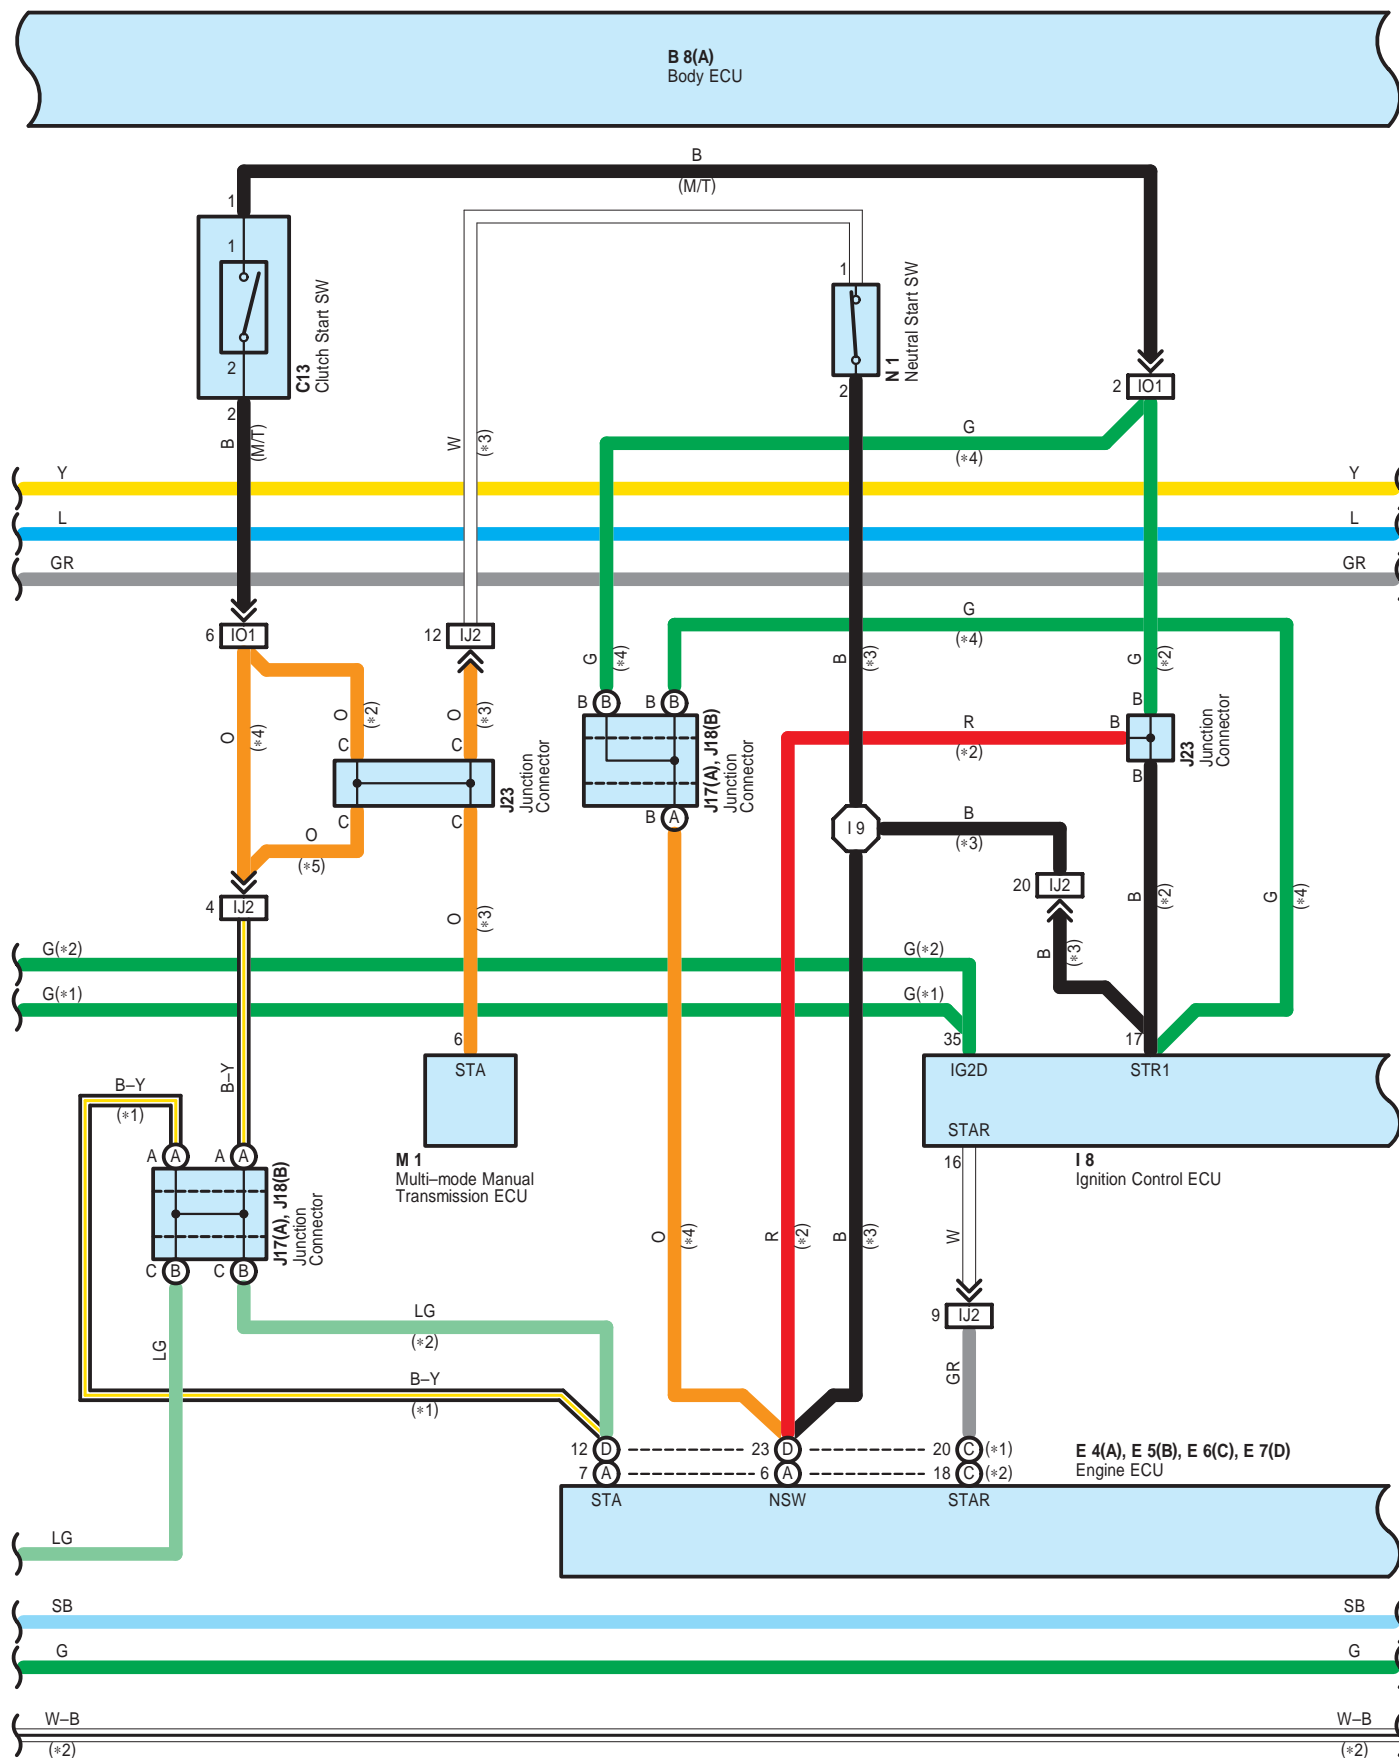 B 8(A)
Body ECU
B
(M/T)
1
1
2
2
C13
Clutch Start SW
B
(M/T)
W
(*3)
1
2
N 1
Neutral Start SW
2 IO1
G
(*4)
Y
Y
L
L
GR
GR
6 IO1
12 IJ2
G
(*4)
O
(*4)
O
(*2)
O
(*3)
G
(*4)
B
(*3)
G
(*2)
C
C
C
C
J23
Junction
Connector
O
(*5)
B B
B B
B A
J17(A), J18(B)
Junction
Connector
R
(*2)
B
B
B
J23
Junction
Connector
I 9
B
(*3)
20 IJ2
4 IJ2
O
(*3)
B
(*3)
B
(*2)
G
(*4)
G(*2)
G(*2)
G(*1)
G(*1)
6
STA
M 1
Multi–mode Manual
Transmission ECU
35
IG2D
17
STR1
STAR
16
I 8
Ignition Control ECU
B–Y
(*1)
B–Y
A A
A A
C B
C B
J17(A), J18(B)
Junction
Connector
O
(*4)
R
(*2)
B
(*3)
W
9 IJ2
GR
LG
LG
(*2)
B–Y
(*1)
12 D
23 D
20 C (*1)
7 A
6 A
18 C (*2)
E 4(A), E 5(B), E 6(C), E 7(D)
Engine ECU
STA
NSW
STAR
LG
SB
SB
G
G
W–B
(*2)
W–B
(*2)